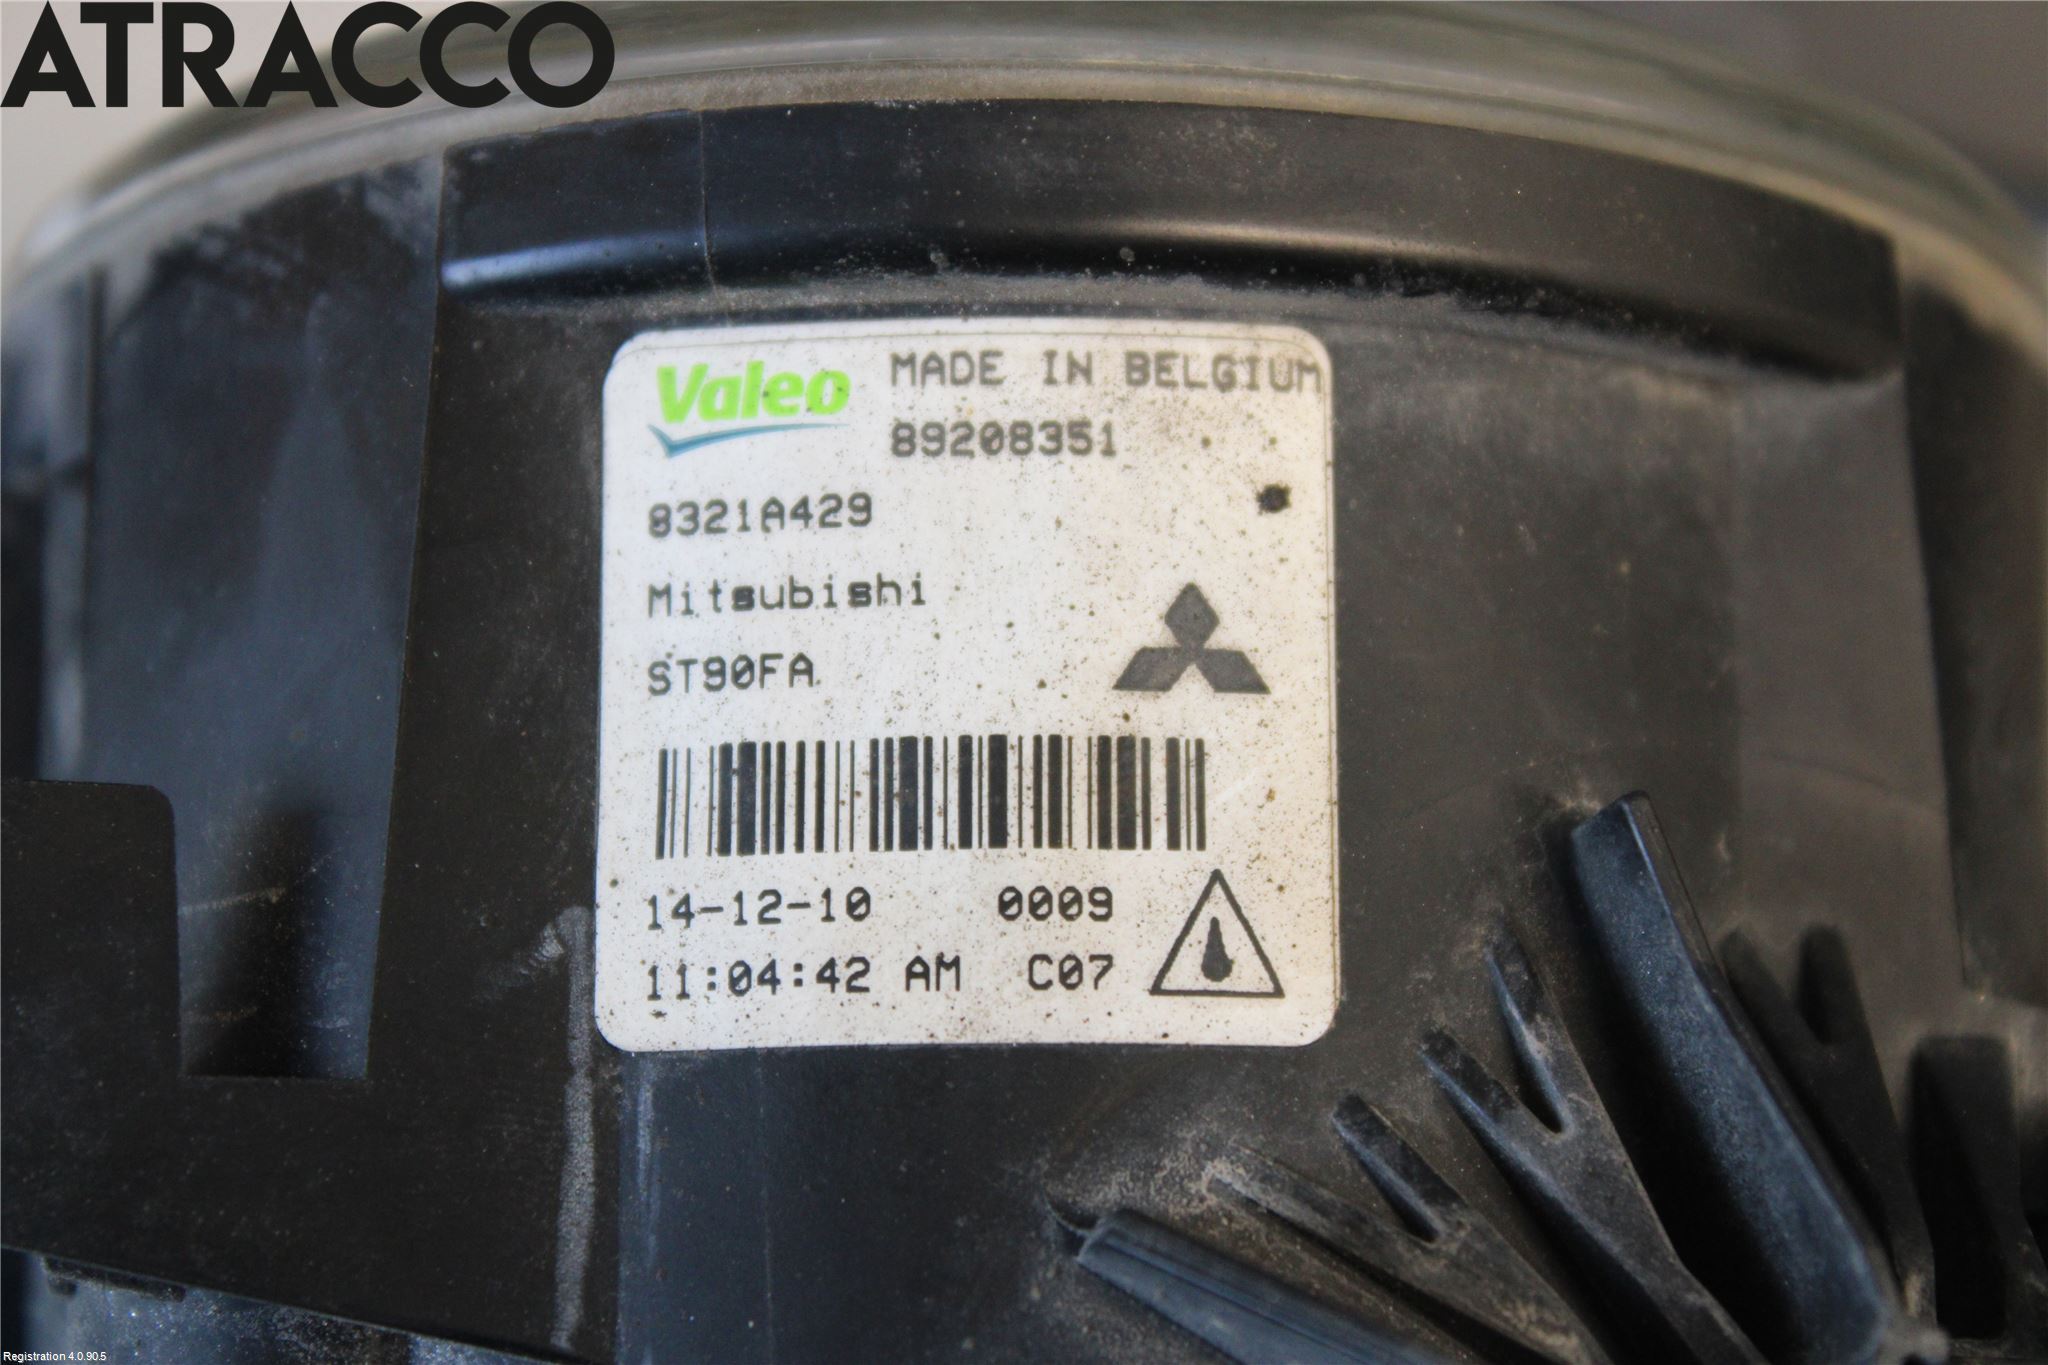 ATRACCO
Valeo MADE IN BELGIUM
89208351
8321A429
Mitsubishi
ST90FA
14-12-10 0009
11:04:42 AM C07
Registration 4.0.90.5